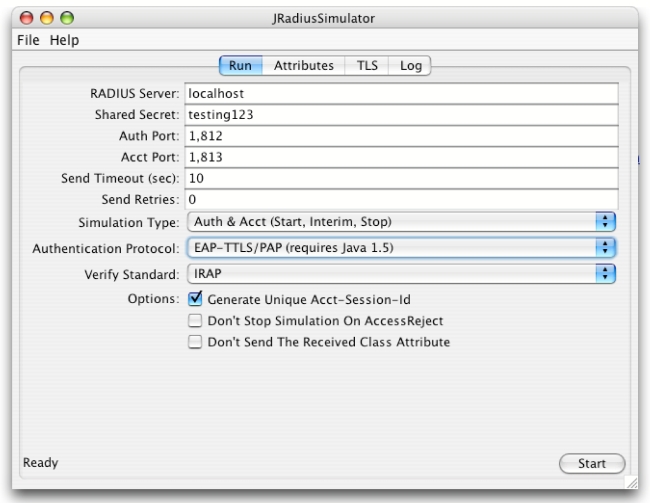 JRadiusSimulator
File Help
Run Attributes TLS Log
RADIUS Server: localhost
Shared Secret: testing123
Auth Port: 1,812
Acct Port: 1,813
Send Timeout (sec): 10
Send Retries: 0
Simulation Type: Auth & Acct (Start, Interim, Stop)
Authentication Protocol: EAP-TTLS/PAP (requires Java 1.5)
Verify Standard: IRAP
Options: Generate Unique Acct-Session-Id
Don't Stop Simulation On AccessReject
Don't Send The Received Class Attribute
Ready Start